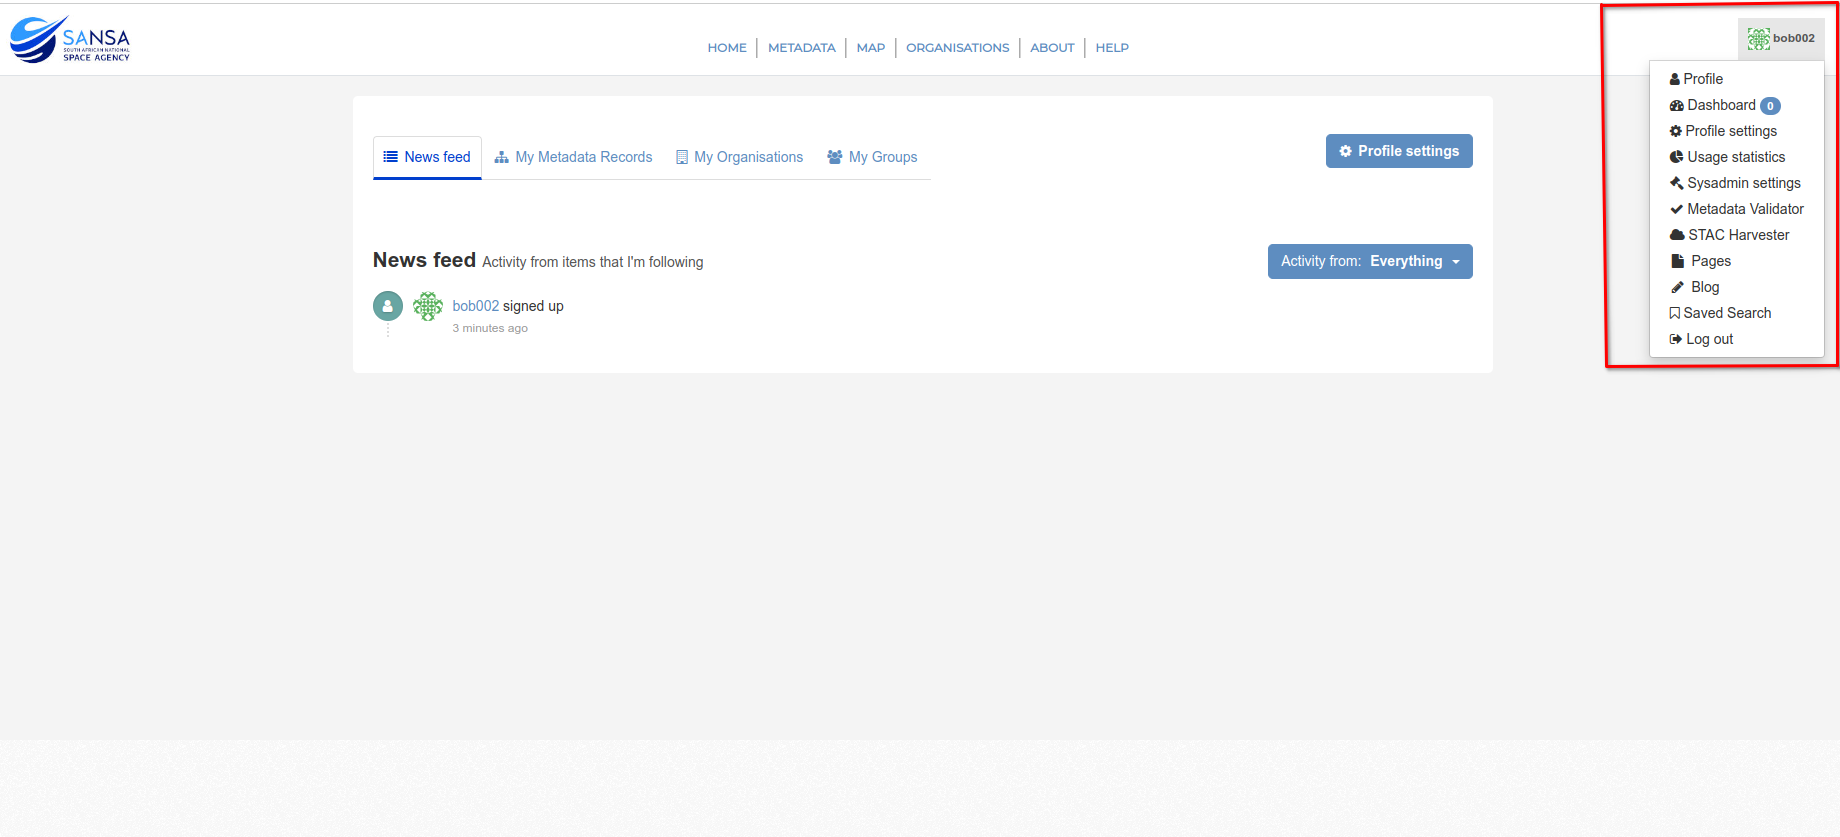 SANSA
SOUTH AFRICAN NATIONAL
SPACE AGENCY
HOME
METADATA
MAP
ORGANISATIONS
ABOUT
HELP
bob002
Profile
Dashboard 0
Profile settings
Usage statistics
Sysadmin settings
Metadata Validator
STAC Harvester
Pages
Blog
Saved Search
Log out
News feed
My Metadata Records
My Organisations
My Groups
Profile settings
News feed Activity from items that I'm following
Activity from: Everything
bob002 signed up
3 minutes ago